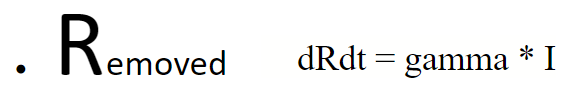 • Removed dRdt = gamma * I